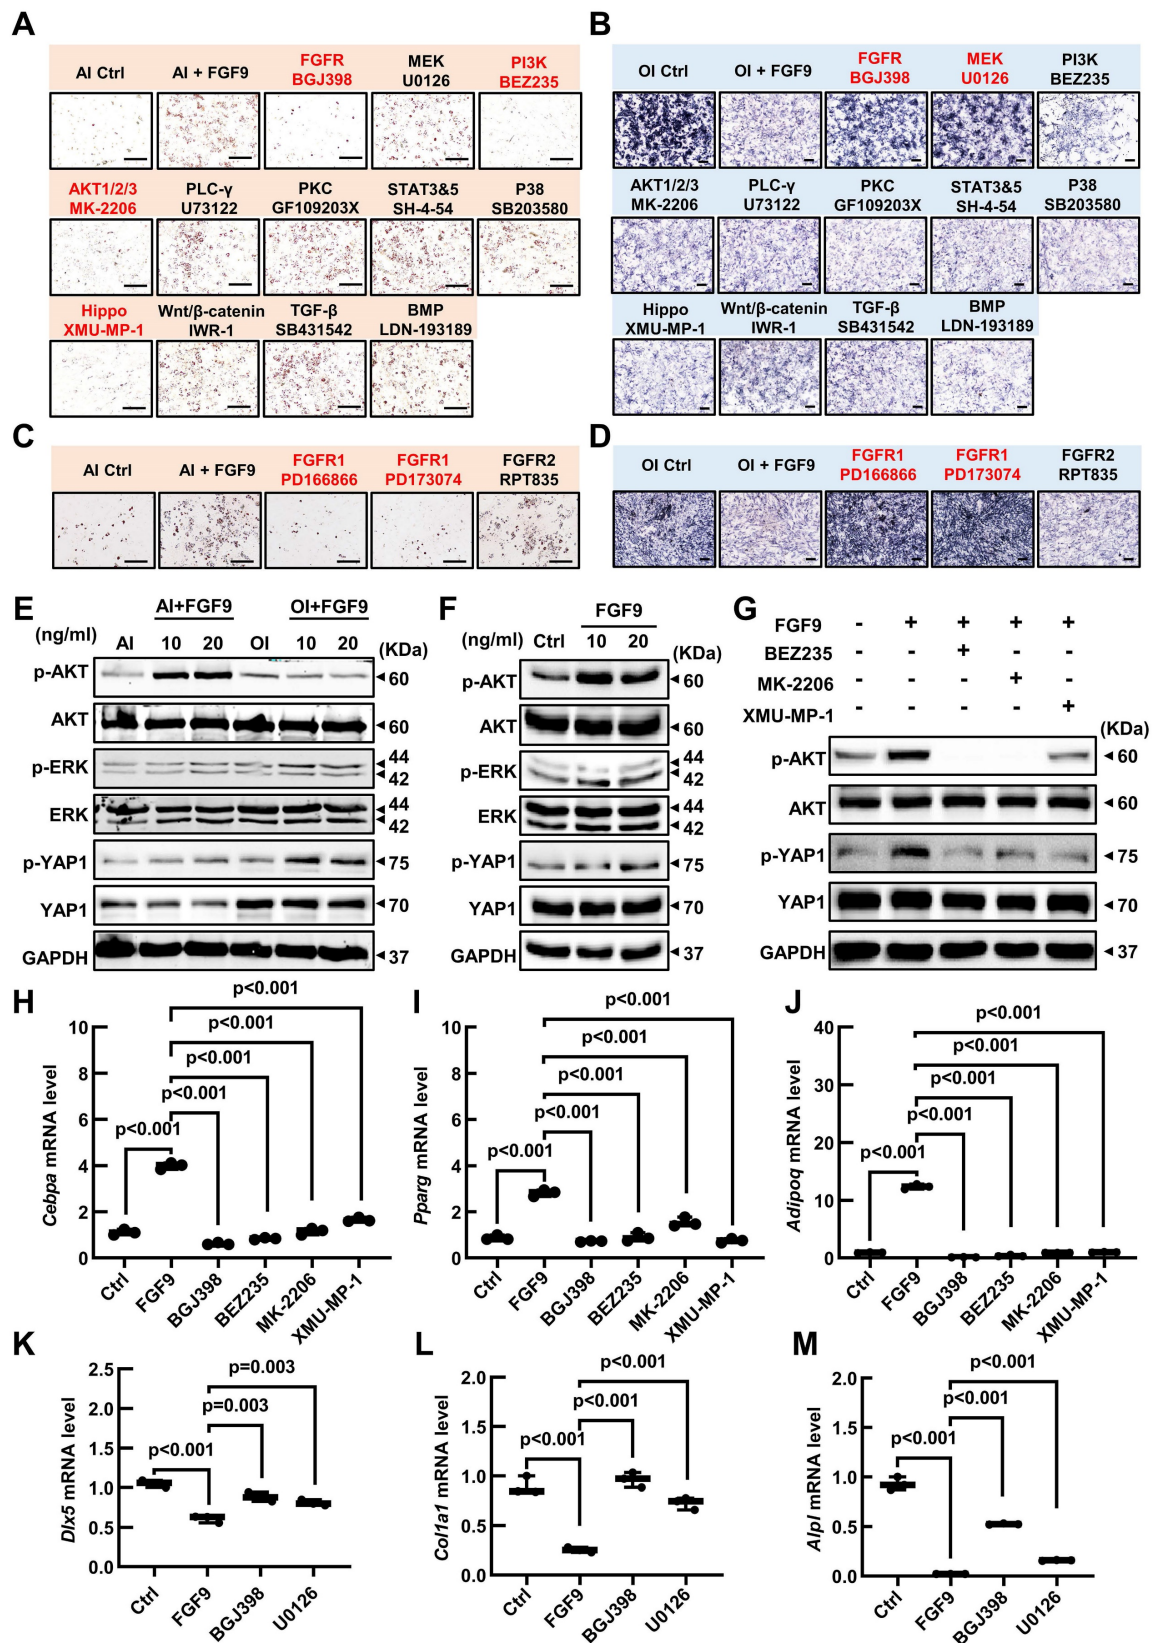 A
AI Ctrl
AI + FGF9
FGFR
BGJ398
MEK
U0126
PI3K
BEZ235
AKT1/2/3
MK-2206
PLC-γ
U73122
PKC
GF109203X
STAT3&5
SH-4-54
P38
SB203580
Hippo
XMU-MP-1
Wnt/β-catenin
IWR-1
TGF-β
SB431542
BMP
LDN-193189
B
OI Ctrl
OI + FGF9
FGFR
BGJ398
MEK
U0126
PI3K
BEZ235
AKT1/2/3
MK-2206
PLC-γ
U73122
PKC
GF109203X
STAT3&5
SH-4-54
P38
SB203580
Hippo
XMU-MP-1
Wnt/β-catenin
IWR-1
TGF-β
SB431542
BMP
LDN-193189
C
AI Ctrl
AI + FGF9
FGFR1
PD166866
FGFR1
PD173074
FGFR2
RPT835
D
OI Ctrl
OI + FGF9
FGFR1
PD166866
FGFR1
PD173074
FGFR2
RPT835
E
AI+FGF9 OI+FGF9
(ng/ml) AI 10 20 OI 10 20 (KDa)
p-AKT 60
AKT 60
p-ERK 44
42
ERK 44
42
p-YAP1 75
YAP1 70
GAPDH 37
F
FGF9
(ng/ml) Ctrl 10 20 (KDa)
p-AKT 60
AKT 60
p-ERK 44
42
ERK 44
42
p-YAP1 75
YAP1 70
GAPDH 37
G
FGF9 - + + + +
BEZ235 - - + - -
MK-2206 - - - + -
XMU-MP-1 - - - - +
(KDa)
p-AKT 60
AKT 60
p-YAP1 75
YAP1 70
GAPDH 37
H
Cebpa mRNA level
10
8
6
4
2
0
p<0.001
p<0.001
p<0.001
p<0.001
p<0.001
Ctrl
FGF9
BGJ398
BEZ235
MK-2206
XMU-MP-1
I
Pparg mRNA level
10
8
6
4
2
0
p<0.001
p<0.001
p<0.001
p<0.001
p<0.001
Ctrl
FGF9
BGJ398
BEZ235
MK-2206
XMU-MP-1
J
Adipoq mRNA level
40
30
20
10
0
p<0.001
p<0.001
p<0.001
p<0.001
p<0.001
Ctrl
FGF9
BGJ398
BEZ235
MK-2206
XMU-MP-1
K
Dlx5 mRNA level
2.5
2.0
1.5
1.0
0.5
0.0
p=0.003
p=0.003
p<0.001
Ctrl
FGF9
BGJ398
U0126
L
Col1a1 mRNA level
2.0
1.5
1.0
0.5
0.0
p<0.001
p<0.001
p<0.001
Ctrl
FGF9
BGJ398
U0126
M
Alpl mRNA level
2.0
1.5
1.0
0.5
0.0
p<0.001
p<0.001
p<0.001
Ctrl
FGF9
BGJ398
U0126